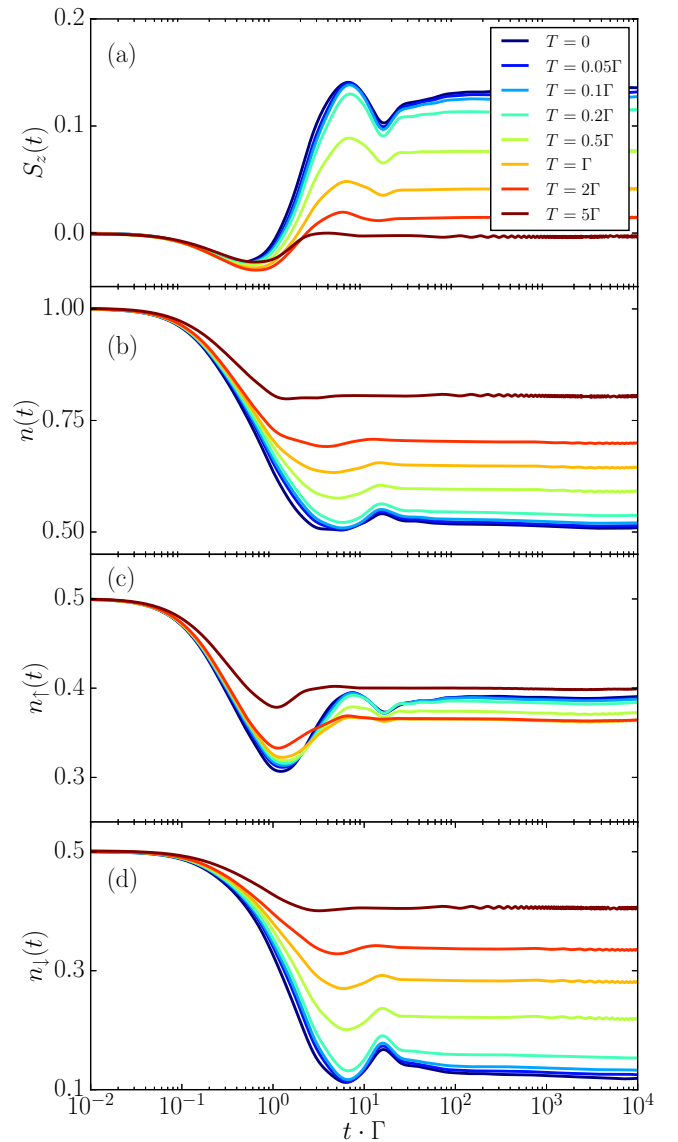 (a)
T = 0
T = 0.05Γ
T = 0.1Γ
T = 0.2Γ
T = 0.5Γ
T = Γ
T = 2Γ
T = 5Γ
0.1
0.0
S_z(t)
(b)
1.00
0.75
0.50
n(t)
(c)
0.5
0.4
0.3
n_↑(t)
(d)
0.5
0.3
0.1
n_↓(t)
10^{-2} 10^{-1} 10^0 10^1 10^2 10^3 10^4
t · Γ